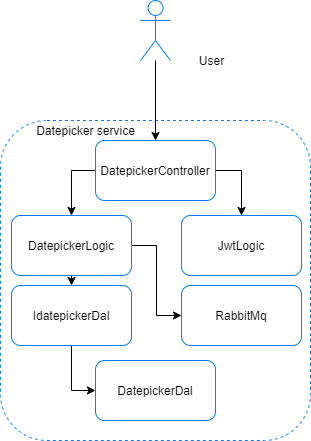 User
Datepicker service
DatepickerController
DatepickerLogic
JwtLogic
IdatepickerDal
RabbitMq
DatepickerDal